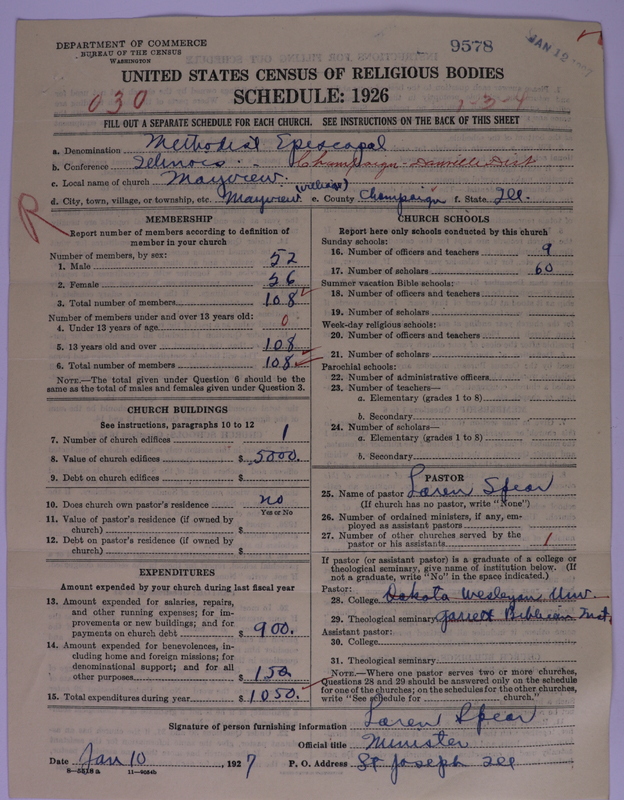 DEPARTMENT OF COMMERCE
BUREAU OF THE CENSUS
WASHINGTON
9578
JAN 12 1927
UNITED STATES CENSUS OF RELIGIOUS BODIES
SCHEDULE: 1926
030
1-3-4
FILL OUT A SEPARATE SCHEDULE FOR EACH CHURCH. SEE INSTRUCTIONS ON THE BACK OF THIS SHEET
a. Denomination Methodist Episcopal
b. Conference Illinois - Champaign-Danville Dist
c. Local name of church Mayview.
d. City, town, village, or township, etc. Mayview (village) e. County Champaign f. State Ill.
R
MEMBERSHIP
Report number of members according to definition of
member in your church
Number of members, by sex:
1. Male 52
2. Female 56
3. Total number of members 108
Number of members under and over 13 years old:
4. Under 13 years of age 0
5. 13 years old and over 108
6. Total number of members 108
NOTE.—The total given under Question 6 should be the
same as the total of males and females given under Question 3.
CHURCH BUILDINGS
See instructions, paragraphs 10 to 12
7. Number of church edifices 1
8. Value of church edifices $ 5000.
9. Debt on church edifices $
10. Does church own pastor's residence no
Yes or No
11. Value of pastor's residence (if owned by
church) $
12. Debt on pastor's residence (if owned by
church) $
EXPENDITURES
Amount expended by your church during last fiscal year
13. Amount expended for salaries, repairs,
and other running expenses; for im-
provements or new buildings; and for
payments on church debt $ 900.
14. Amount expended for benevolences, in-
cluding home and foreign missions; for
denominational support; and for all
other purposes $ 150.
15. Total expenditures during year $ 1050.
CHURCH SCHOOLS
Report here only schools conducted by this church
Sunday schools:
16. Number of officers and teachers 9
17. Number of scholars 60
Summer vacation Bible schools:
18. Number of officers and teachers
19. Number of scholars
Week-day religious schools:
20. Number of officers and teachers
21. Number of scholars
Parochial schools:
22. Number of administrative officers
23. Number of teachers—
a. Elementary (grades 1 to 8)
b. Secondary
24. Number of scholars—
a. Elementary (grades 1 to 8)
b. Secondary
PASTOR
25. Name of pastor Loren Spear
(If church has no pastor, write "None")
26. Number of ordained ministers, if any, em-
ployed as assistant pastors
27. Number of other churches served by the
pastor or his assistants 1
If pastor (or assistant pastor) is a graduate of a college or
theological seminary, give name of institution below. (If
not a graduate, write "No" in the space indicated.)
Pastor:
28. College Dakota Wesleyan Univ.
29. Theological seminary Garrett Biblical Inst.
Assistant pastor:
30. College
31. Theological seminary
NOTE.—Where one pastor serves two or more churches,
Questions 28 and 29 should be answered only on the schedule
for one of the churches; on the schedules for the other churches,
write "See schedule for church."
Signature of person furnishing information Loren Spear
Official title Minister
Date Jan 10, 1927 P. O. Address St Joseph Ill